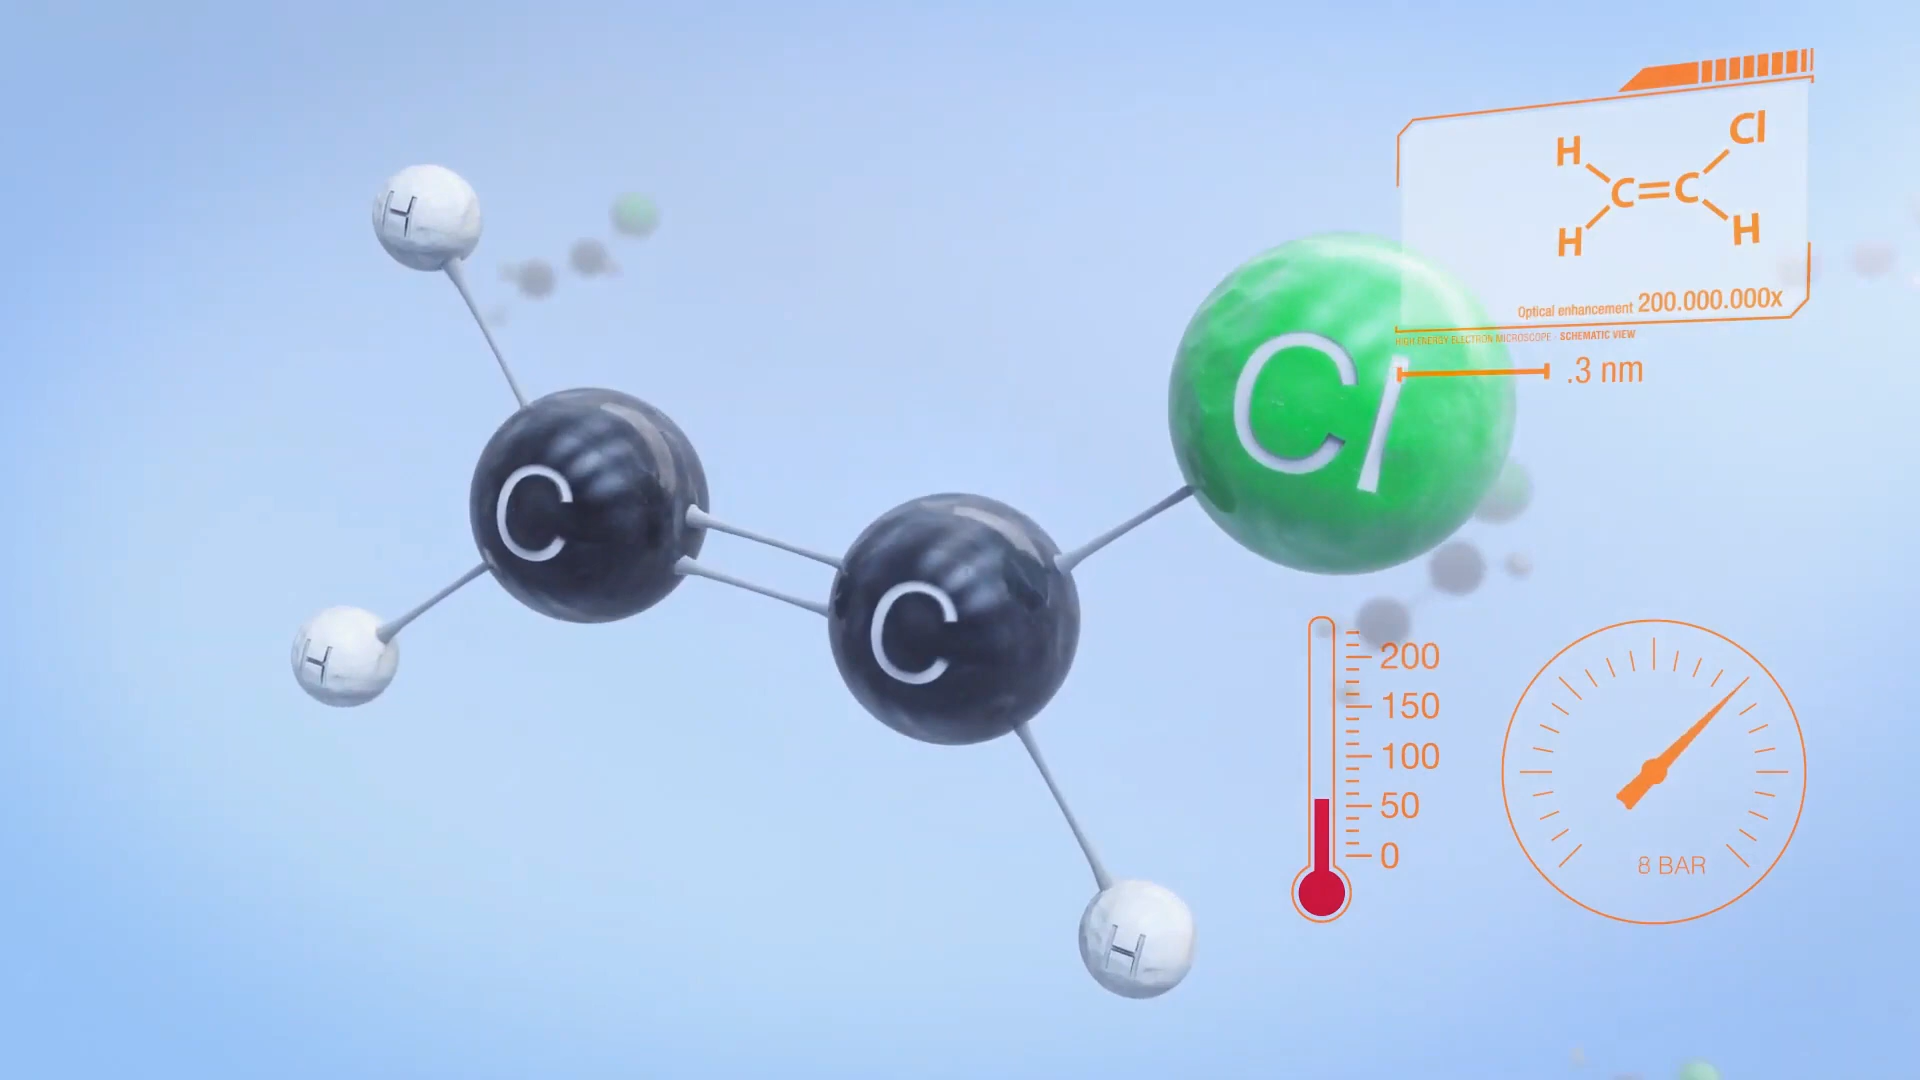 H
H
C
C
Cl
H
Cl
H
C=C
H
H
Optical enhancement 200.000.000x
HIGH ENERGY ELECTRON MICROSCOPE - SCHEMATIC VIEW
.3 nm
200
150
100
50
0
8 BAR